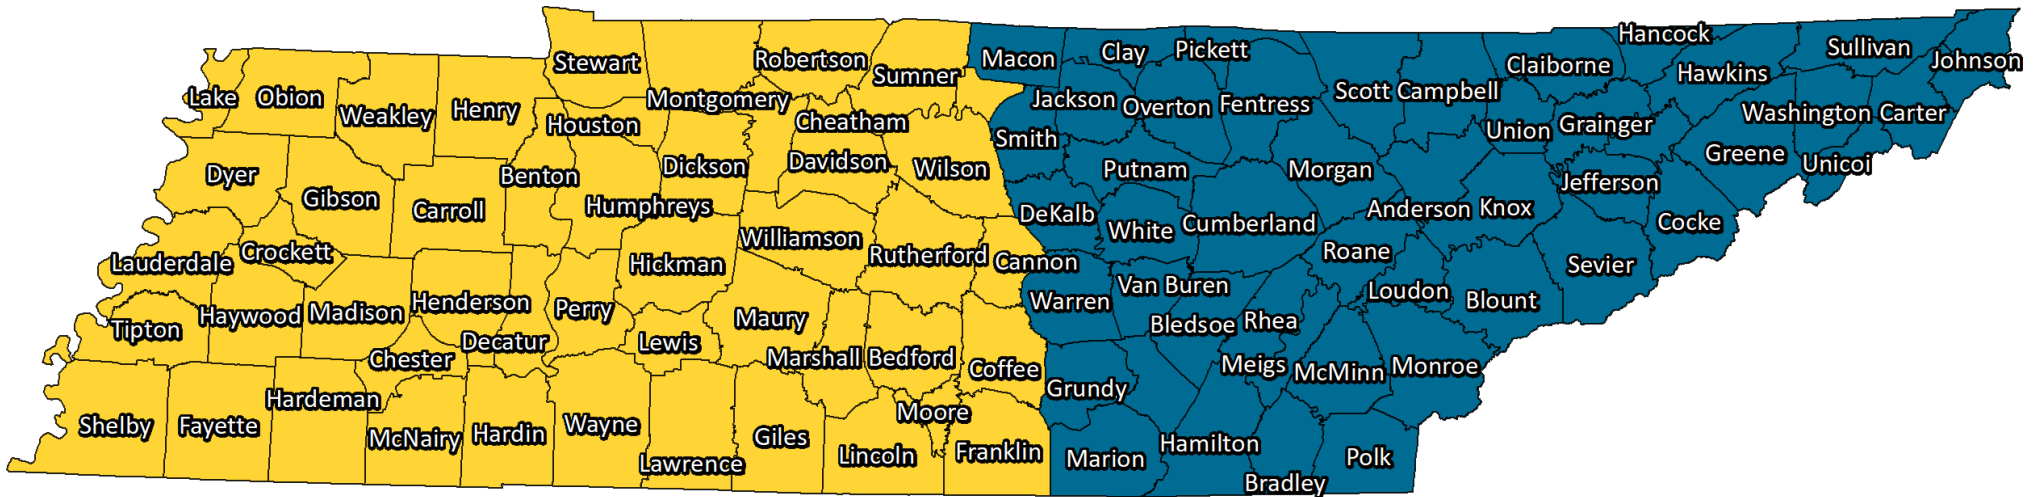 Hancock
Stewart
Robertson
Sumner
Macon
Clay
Pickett
Claiborne
Hawkins
Sullivan
Johnson
Lake
Obion
Weakley
Henry
Montgomery
Houston
Cheatham
Jackson
Overton
Fentress
Scott
Campbell
Union
Grainger
Washington
Carter
Dyer
Gibson
Carroll
Benton
Humphreys
Dickson
Davidson
Wilson
Smith
Putnam
Morgan
Jefferson
Greene
Unicoi
Lauderdale
Crockett
Hickman
Williamson
Rutherford
Cannon
DeKalb
White
Cumberland
Anderson
Knox
Cocke
Roane
Sevier
Tipton
Haywood
Madison
Henderson
Decatur
Perry
Lewis
Maury
Marshall
Bedford
Coffee
Warren
Van Buren
Bledsoe
Rhea
Loudon
Blount
Chester
Meigs
McMinn
Monroe
Grundy
Shelby
Fayette
Hardeman
McNairy
Hardin
Wayne
Lawrence
Giles
Lincoln
Moore
Franklin
Marion
Hamilton
Bradley
Polk